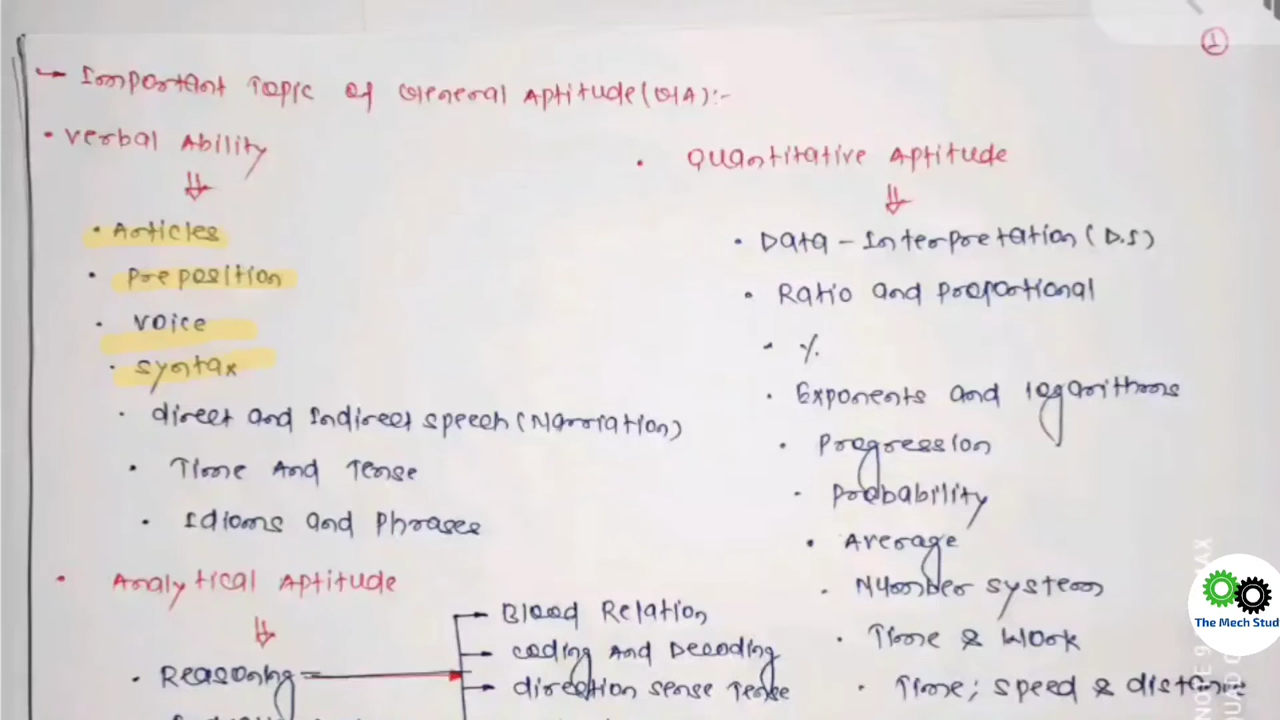 ①
→ Important Topic of General Aptitude (GA):-
• Verbal Ability
• Articles
• Preposition
• Voice
• Syntax
• direct and Indirect speech (Narration)
• Time And Tense
• Idioms and Phrases
• Quantitative Aptitude
• Data - Interpretation (D.I)
• Ratio and Proportional
• %
• Exponents and logarithms
• Progression
• Probability
• Average
• Number system
• Time & Work
• Time, speed & distance
• Analytical Aptitude
• Reasoning
Blood Relation
coding And Decoding
direction sense Tense
The Mech Stud
NOTE 9